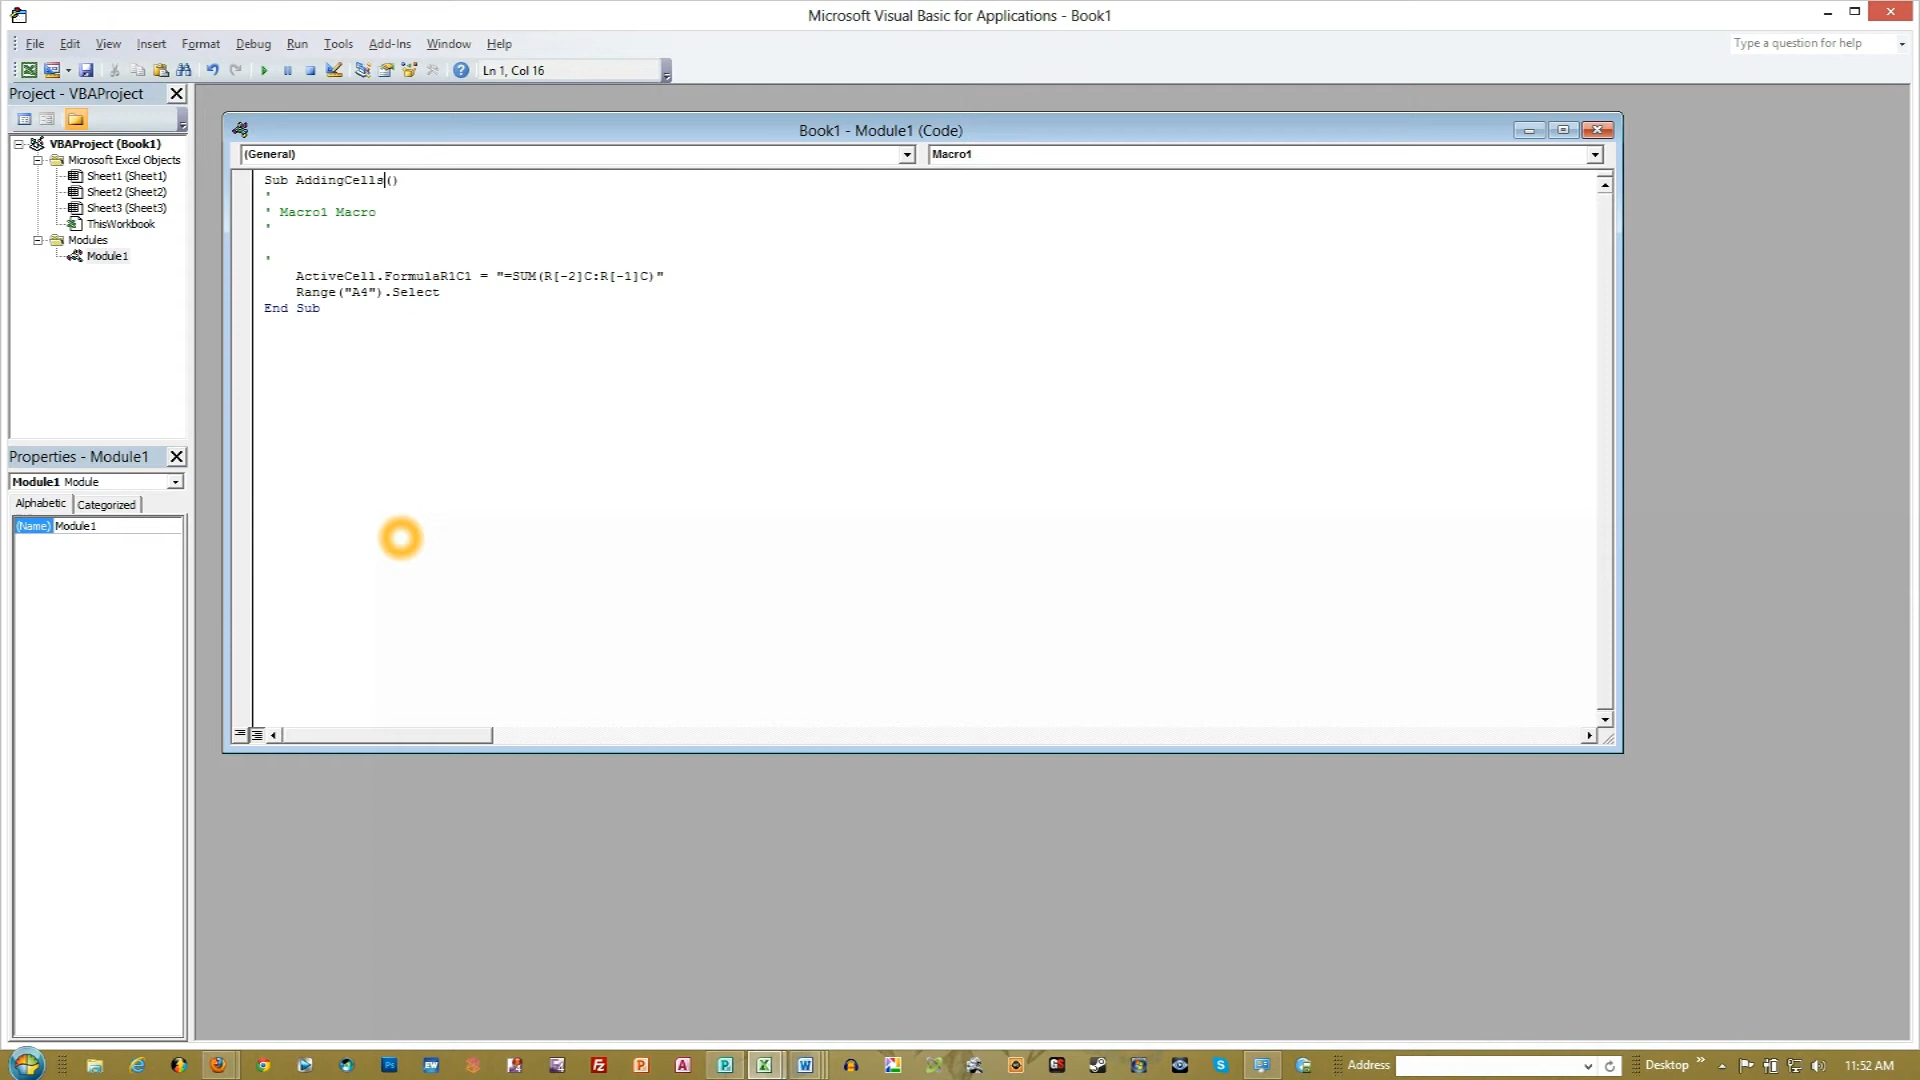 Microsoft Visual Basic for Applications - Book1
File Edit View Insert Format Debug Run Tools Add-Ins Window Help
Type a question for help
Ln 1, Col 16
Project - VBAProject
VBAProject (Book1)
Microsoft Excel Objects
Sheet1 (Sheet1)
Sheet2 (Sheet2)
Sheet3 (Sheet3)
ThisWorkbook
Modules
Module1
Book1 - Module1 (Code)
(General)
Macro1
Sub AddingCells()
'
' Macro1 Macro
'
'
ActiveCell.FormulaR1C1 = "=SUM(R[-2]C:R[-1]C)"
Range("A4").Select
End Sub
Properties - Module1
Module1 Module
Alphabetic Categorized
(Name) Module1
Address
Desktop
11:52 AM